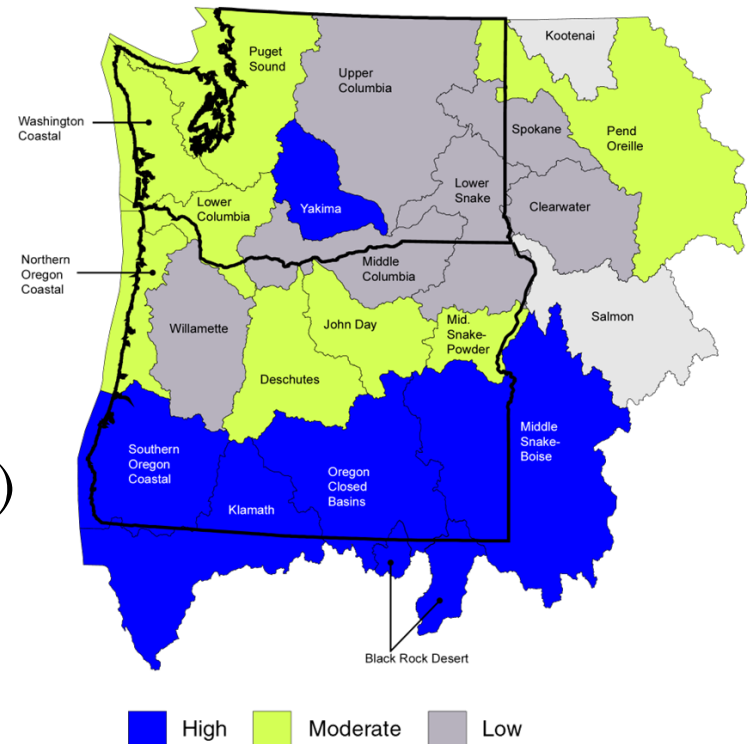 Kootenai
Puget
Sound
Upper
Columbia
Washington
Coastal
Spokane
Pend
Oreille
Lower
Snake
Lower
Columbia
Yakima
Clearwater
Northern
Oregon
Coastal
Middle
Columbia
Salmon
Willamette
John Day
Mid.
Snake-
Powder
Deschutes
Middle
Snake-
Boise
Southern
Oregon
Coastal
Oregon
Closed
Basins
Klamath
Black Rock Desert
)
High
Moderate
Low